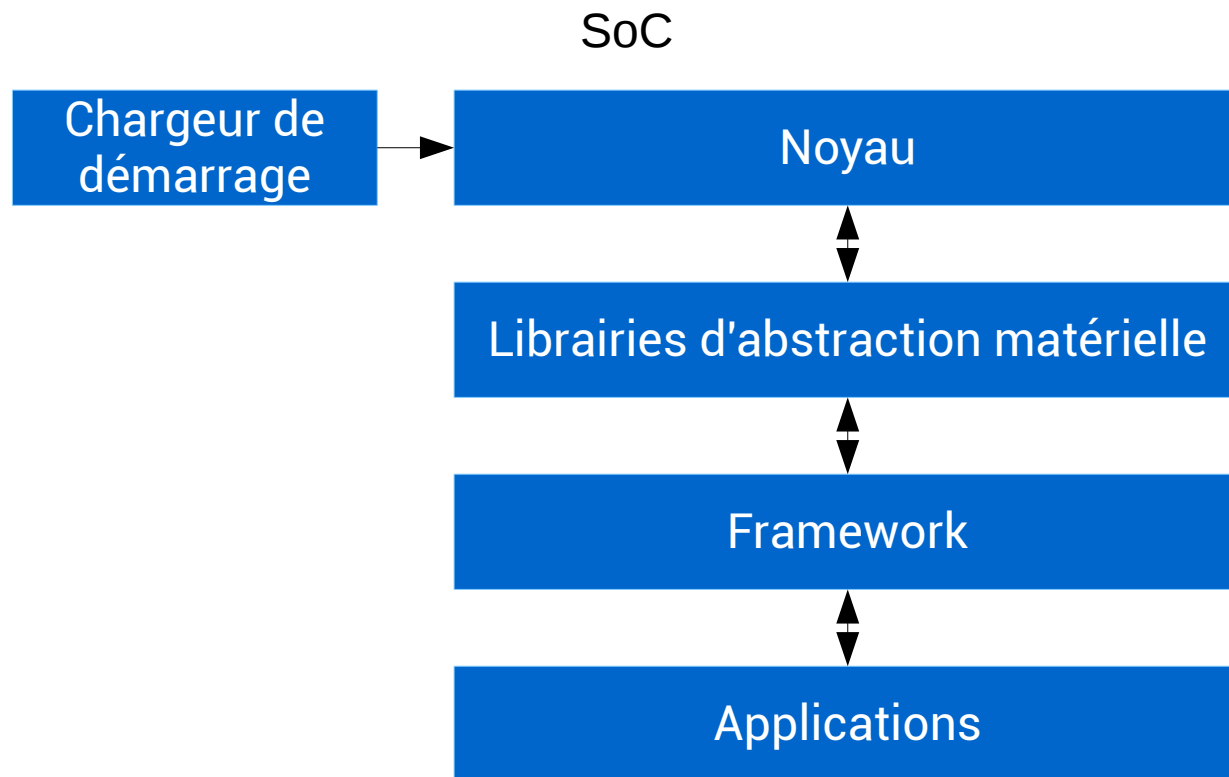 SoC
Chargeur de
démarrage
Noyau
Librairies d'abstraction matérielle
Framework
Applications